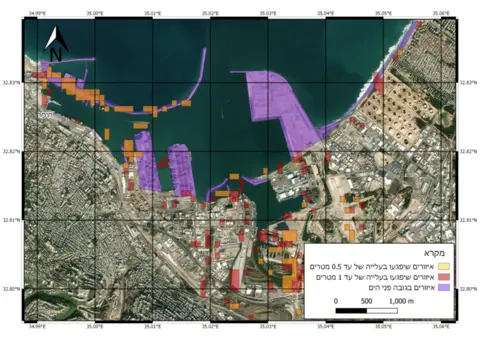 34.99°E 35.00°E 35.01°E 35.02°E 35.03°E 35.04°E 35.05°E 35.06°E
N
32.83°N 32.83°N
32.82°N 32.82°N
32.81°N 32.81°N
32.80°N 32.80°N
מקרא
איזורים שיפגעו בעלייה של עד 0.5 מטרים
איזורים שיפגעו בעלייה של עד 1 מטרים
איזורים בגובה פני הים
0 500 1,000 m
34.99°E 35.00°E 35.01°E 35.02°E 35.03°E 35.04°E 35.05°E 35.06°E